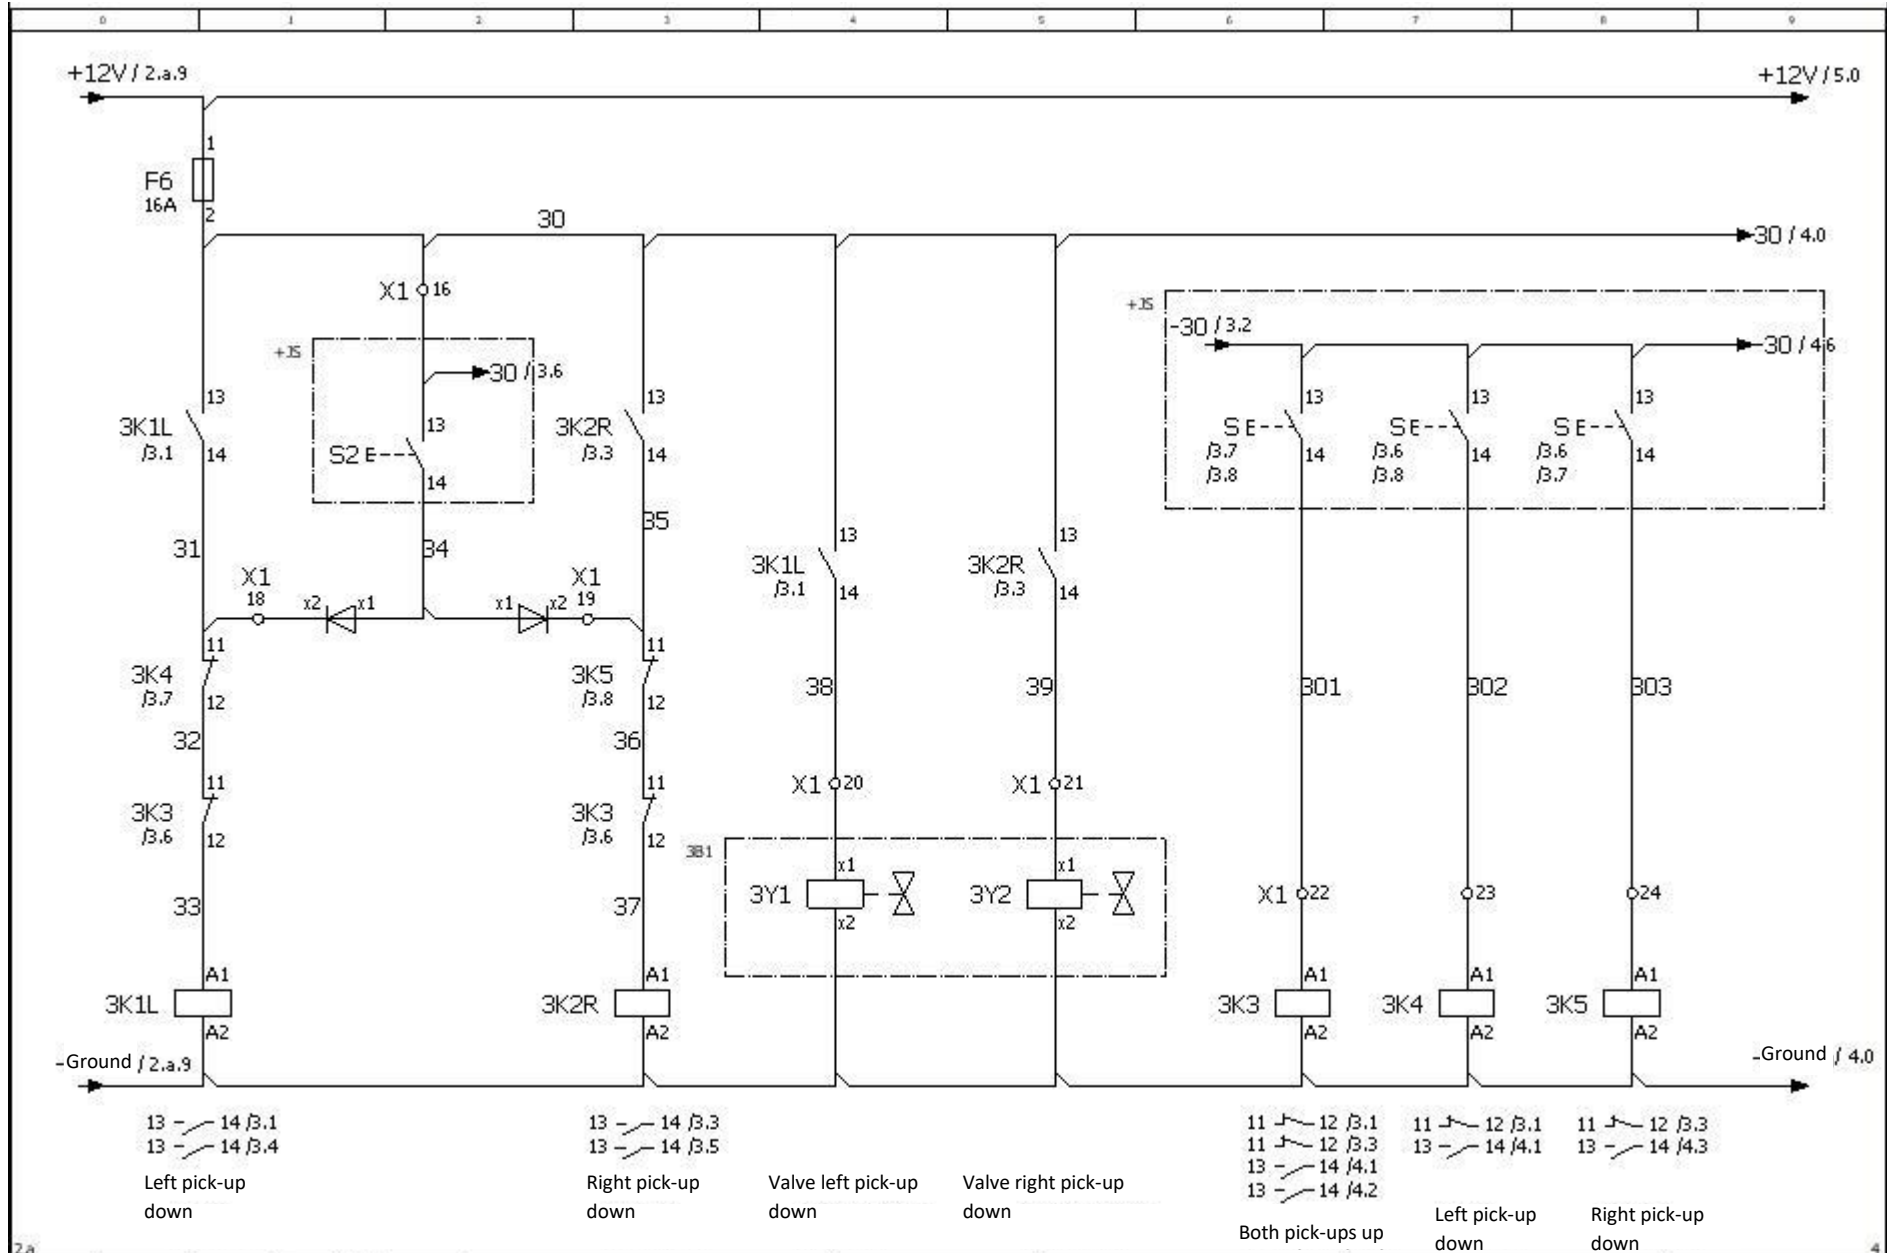 0 1 2 3 4 5 6 7 8 9
+12V / 2.a.9
+12V / 5.0
1
F6
16A
2
30
30 / 4.0
X1 16
+JS
+JS
-30 / 3.2
30 / 3.6
30 / 4.6
13
3K1L
/3.1
14
13
S2
14
13
3K2R
/3.3
14
13
S
/3.7
/3.8
14
13
S
/3.6
/3.8
14
13
S
/3.6
/3.7
14
31
34
35
13
3K1L
/3.1
14
13
3K2R
/3.3
14
X1
18
x2 x1
x1 x2
X1
19
11
3K4
/3.7
12
11
3K5
/3.8
12
32
36
38
39
301
302
303
11
3K3
/3.6
12
11
3K3
/3.6
12
X1 20
X1 21
3B1
33
37
x1
3Y1
x2
x1
3Y2
x2
X1 22
23
24
A1
3K1L
A2
A1
3K2R
A2
A1
3K3
A2
A1
3K4
A2
A1
3K5
A2
-Ground / 2.a.9
-Ground / 4.0
13 14 /3.1
13 14 /3.4
Left pick-up
down
13 14 /3.3
13 14 /3.5
Right pick-up
down
Valve left pick-up
down
Valve right pick-up
down
11 12 /3.1
11 12 /3.3
13 14 /4.1
13 14 /4.2
Both pick-ups up
11 12 /3.1
13 14 /4.1
Left pick-up
down
11 12 /3.3
13 14 /4.3
Right pick-up
down
2a
4